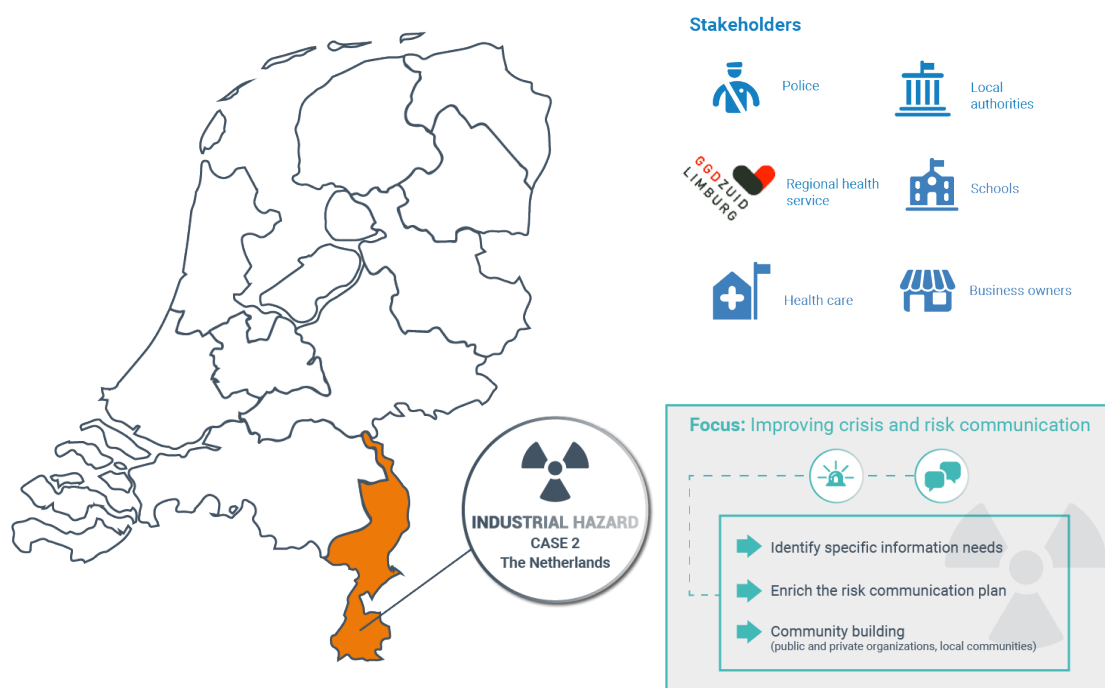 Stakeholders
Police
Local
authorities
GGDZUID
LIMBURG
Regional health
service
Schools
Health care
Business owners
INDUSTRIAL HAZARD
CASE 2
The Netherlands
Focus: Improving crisis and risk communication
Identify specific information needs
Enrich the risk communication plan
Community building
(public and private organizations, local communities)